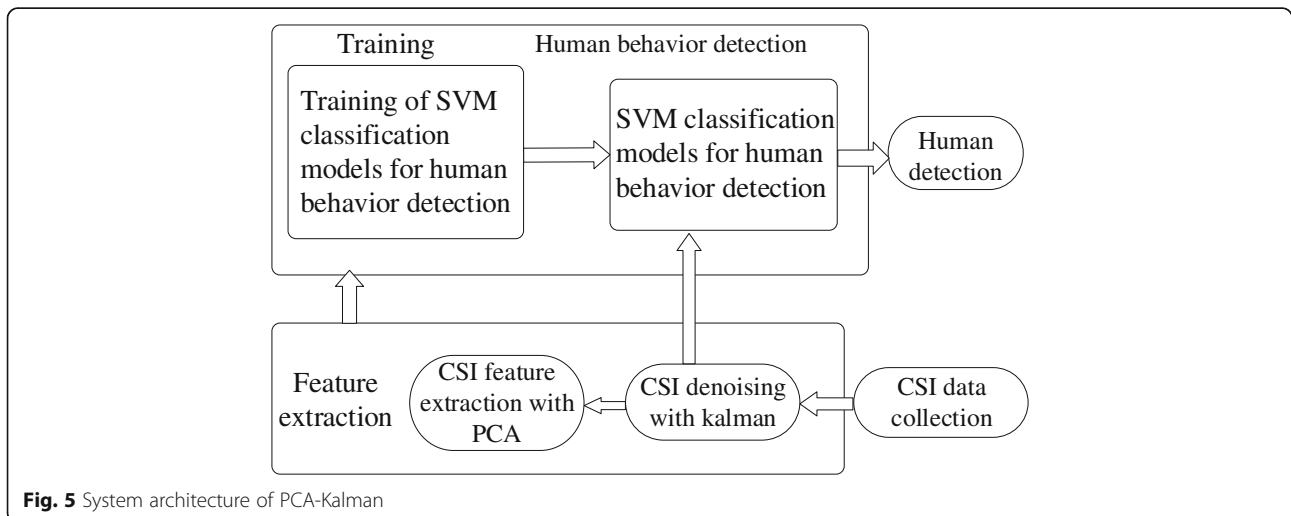 Training
Human behavior detection
Training of SVM
classification
models for human
behavior detection
SVM classification
models for human
behavior detection
Human
detection
Feature
extraction
CSI feature
extraction with
PCA
CSI denoising
with kalman
CSI data
collection
Fig. 5 System architecture of PCA-Kalman